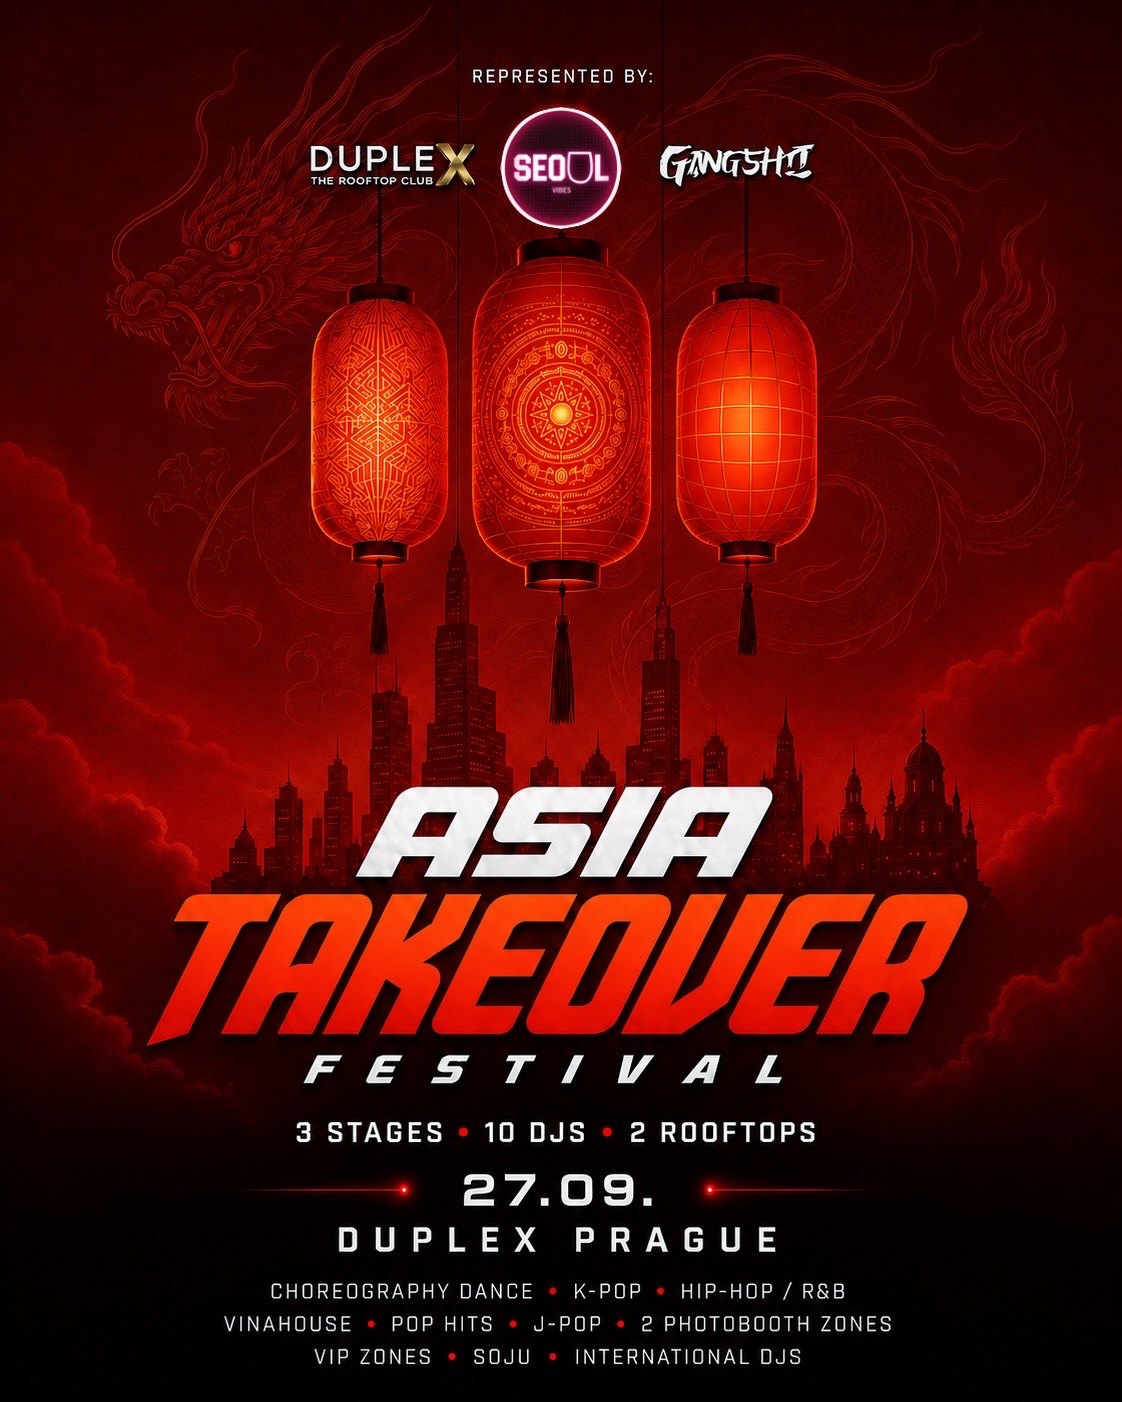 REPRESENTED BY:
DUPLEX
THE ROOFTOP CLUB
SEOUL
VIBES
GANGSHIT
ASIA
TAKEOVER
FESTIVAL
3 STAGES • 10 DJS • 2 ROOFTOPS
27.09.
DUPLEX PRAGUE
CHOREOGRAPHY DANCE • K-POP • HIP-HOP / R&B
VINAHOUSE • POP HITS • J-POP • 2 PHOTOBOOTH ZONES
VIP ZONES • SOJU • INTERNATIONAL DJS